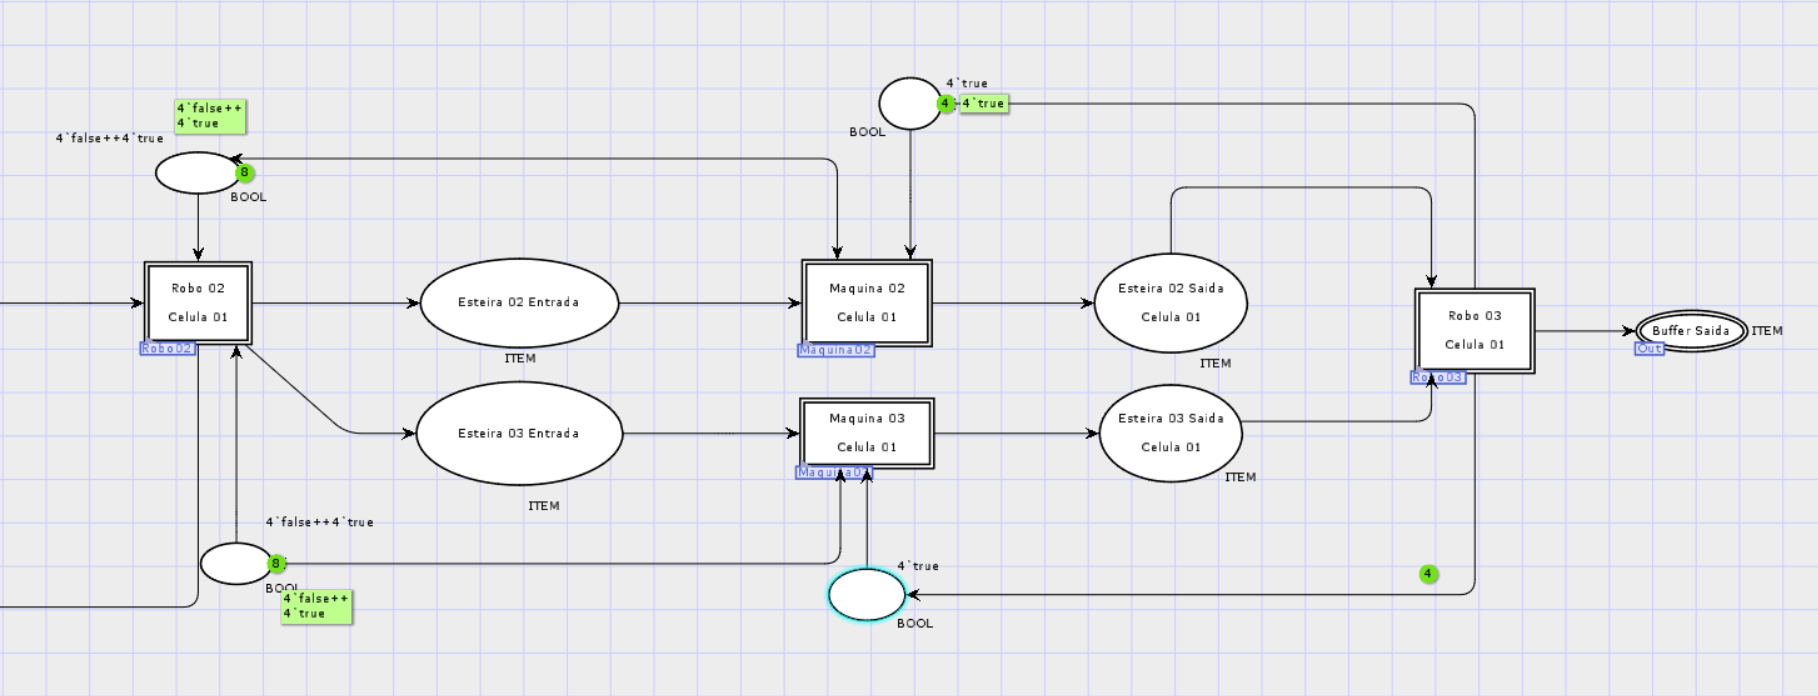 4`true
4
4`true
BOOL
4`false++
4`true
4`false++4`true
8
BOOL
Robo 02
Celula 01
Robo02
Esteira 02 Entrada
ITEM
Maquina 02
Celula 01
Maquina02
Esteira 02 Saida
Celula 01
ITEM
Robo 03
Celula 01
Robo03
Buffer Saida
ITEM
Out
Esteira 03 Entrada
ITEM
Maquina 03
Celula 01
Maquina03
Esteira 03 Saida
Celula 01
ITEM
4`false++4`true
8
BOOL
4`false++
4`true
4`true
BOOL
4